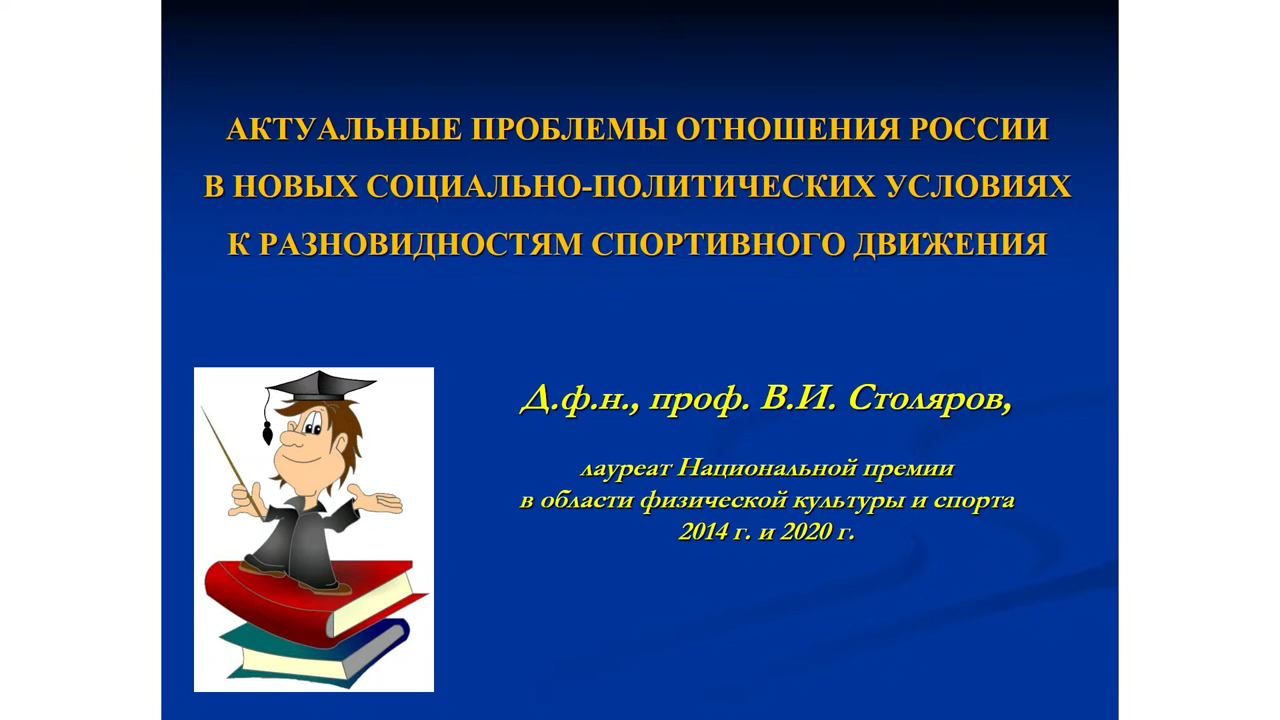 АКТУАЛЬНЫЕ ПРОБЛЕМЫ ОТНОШЕНИЯ РОССИИ
В НОВЫХ СОЦИАЛЬНО-ПОЛИТИЧЕСКИХ УСЛОВИЯХ
К РАЗНОВИДНОСТЯМ СПОРТИВНОГО ДВИЖЕНИЯ
Д.ф.н., проф. В.И. Столяров,
лауреат Национальной премии
в области физической культуры и спорта
2014 г. и 2020 г.